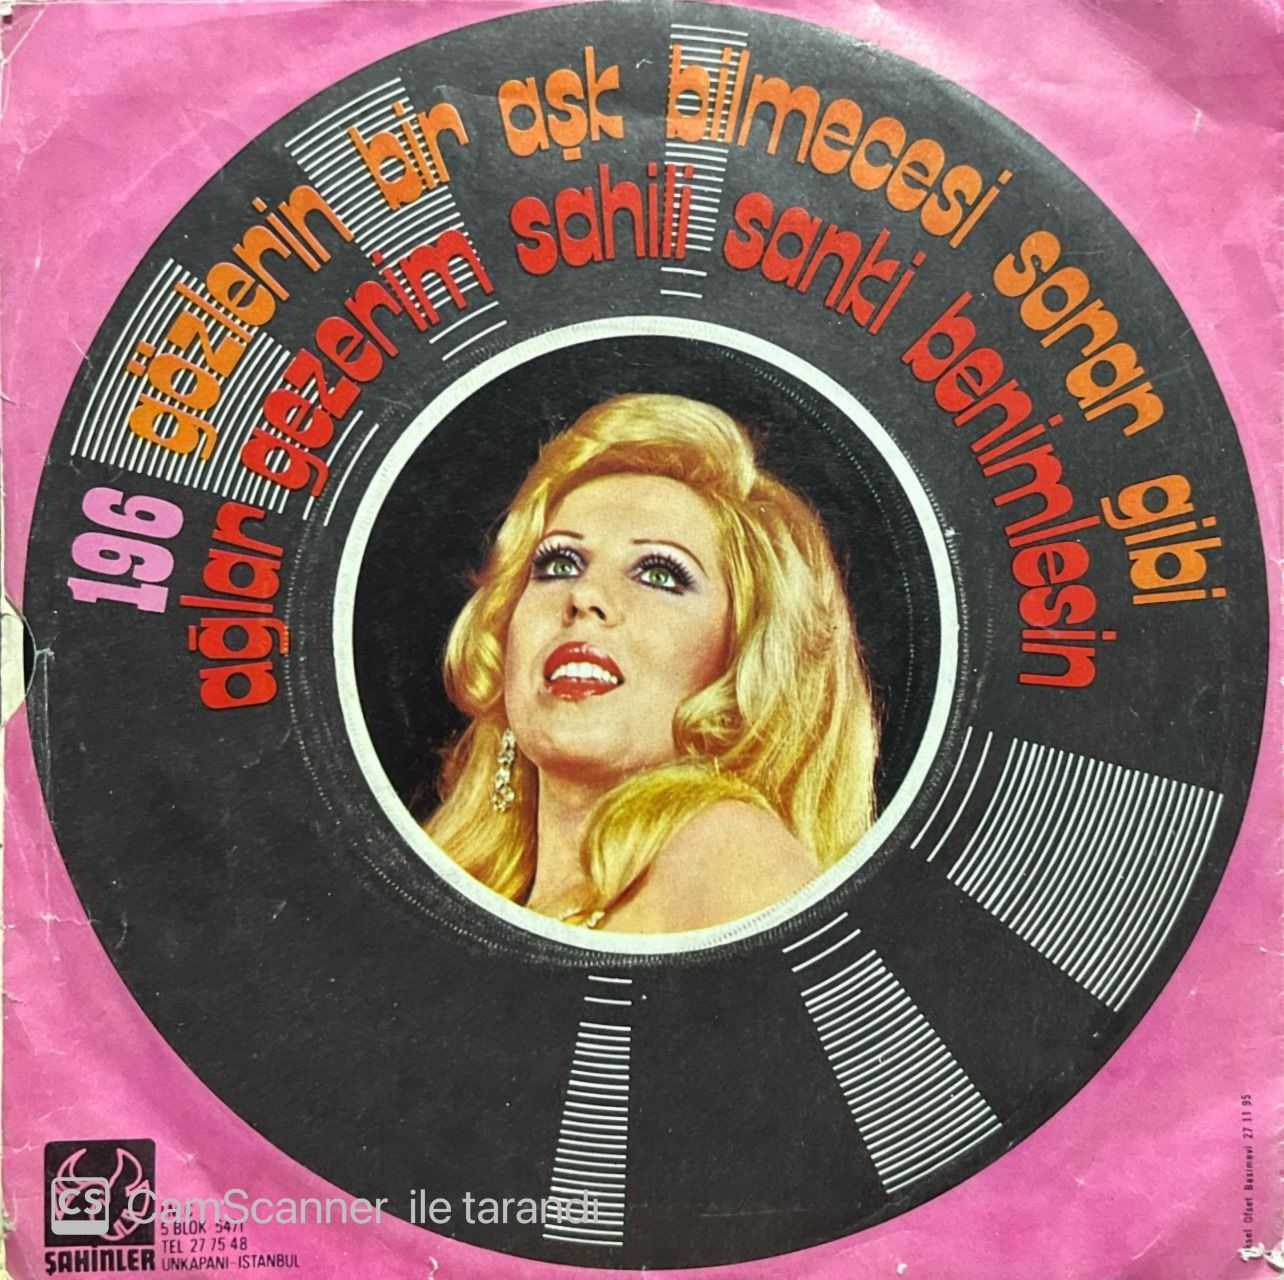 196
gözlerin bir aşk bilmecesi sorar gibi
ağlar gezerim sahili sanki benimlesin
CS CamScanner ile tarandı
5 BLOK 5471
TEL 27 75 48
ŞAHİNLER UNKAPANI-İSTANBUL
Ofset Basımevi 27 11 95